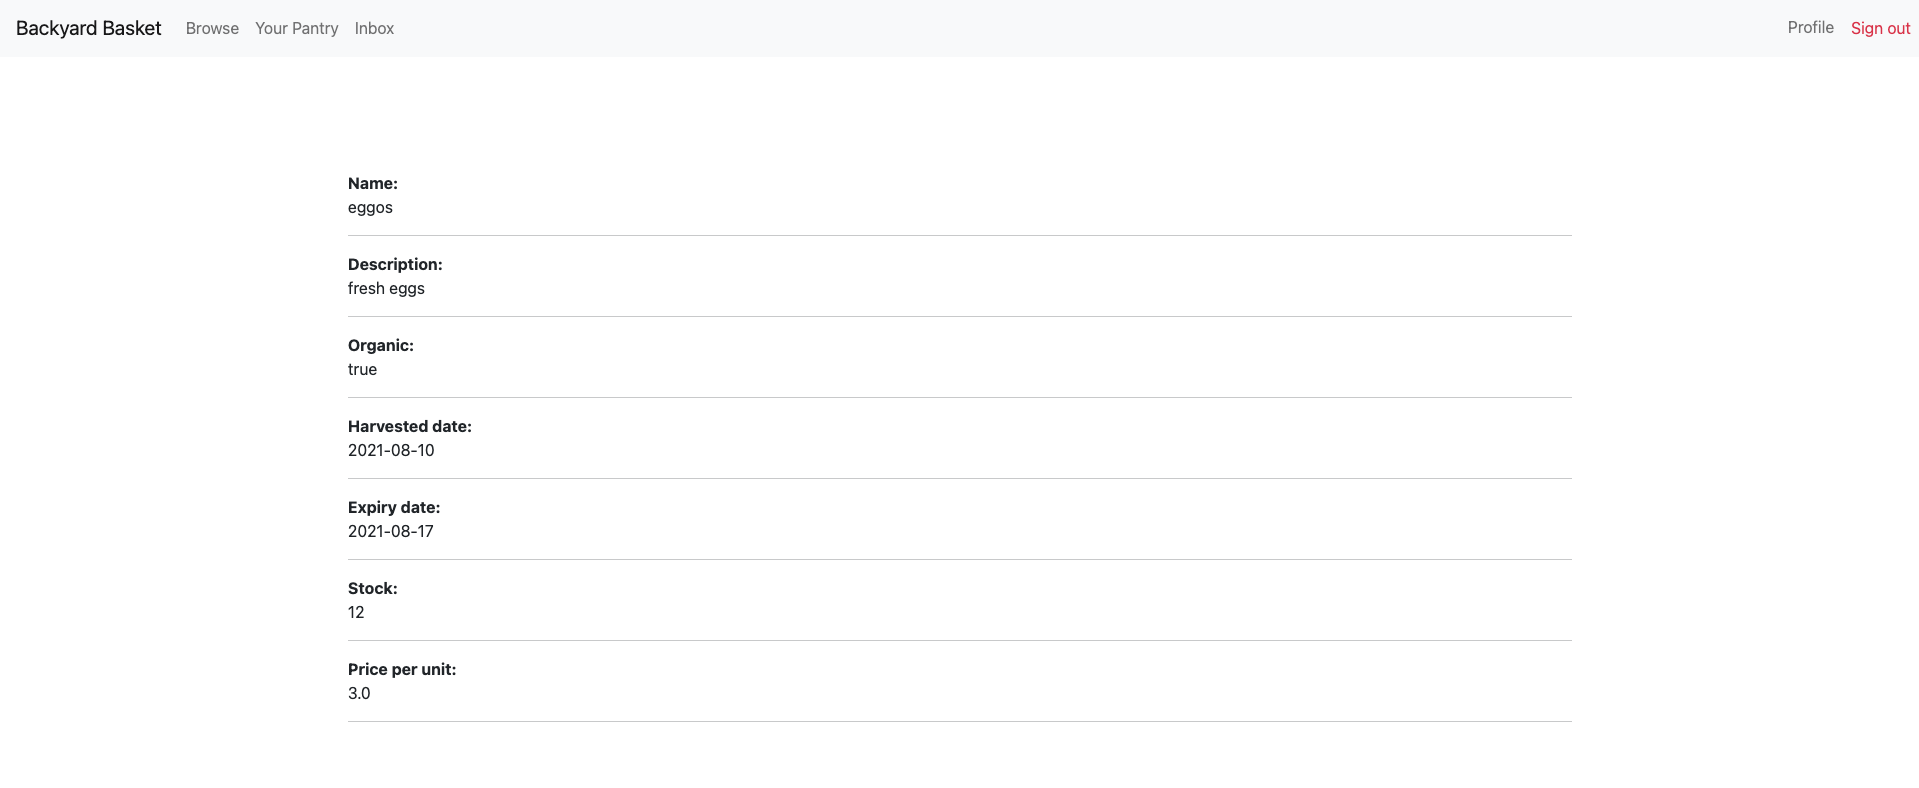 Backyard Basket Browse Your Pantry Inbox Profile Sign out
Name:
eggos
Description:
fresh eggs
Organic:
true
Harvested date:
2021-08-10
Expiry date:
2021-08-17
Stock:
12
Price per unit:
3.0